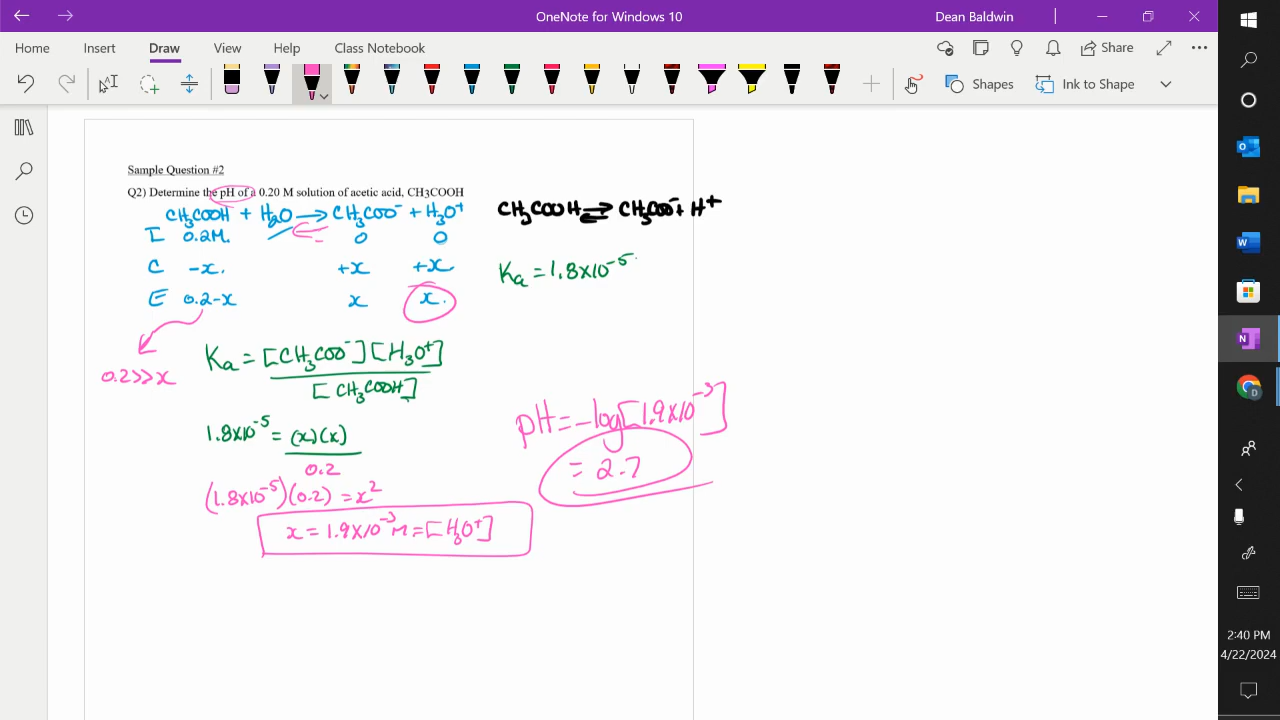 OneNote for Windows 10
Dean Baldwin
Home Insert Draw View Help Class Notebook
Share
Shapes
Ink to Shape
Sample Question #2
Q2) Determine the pH of a 0.20 M solution of acetic acid, CH3COOH
CH₃COOH + H₂O ⟶ CH₃COO⁻ + H₃O⁺
I 0.2M. 0 0
C -x. +x +x
E 0.2-x x x.
0.2>>x
Ka = [CH₃COO⁻][H₃O⁺]
[CH₃COOH]
1.8x10⁻⁵ = (x)(x)
0.2
(1.8x10⁻⁵)(0.2) = x²
x = 1.9x10⁻³M = [H₃O⁺]
CH₃COOH ⇌ CH₃COO⁻ + H⁺
Ka = 1.8x10⁻⁵
pH = -log[1.9x10⁻³]
= 2.7
2:40 PM
4/22/2024